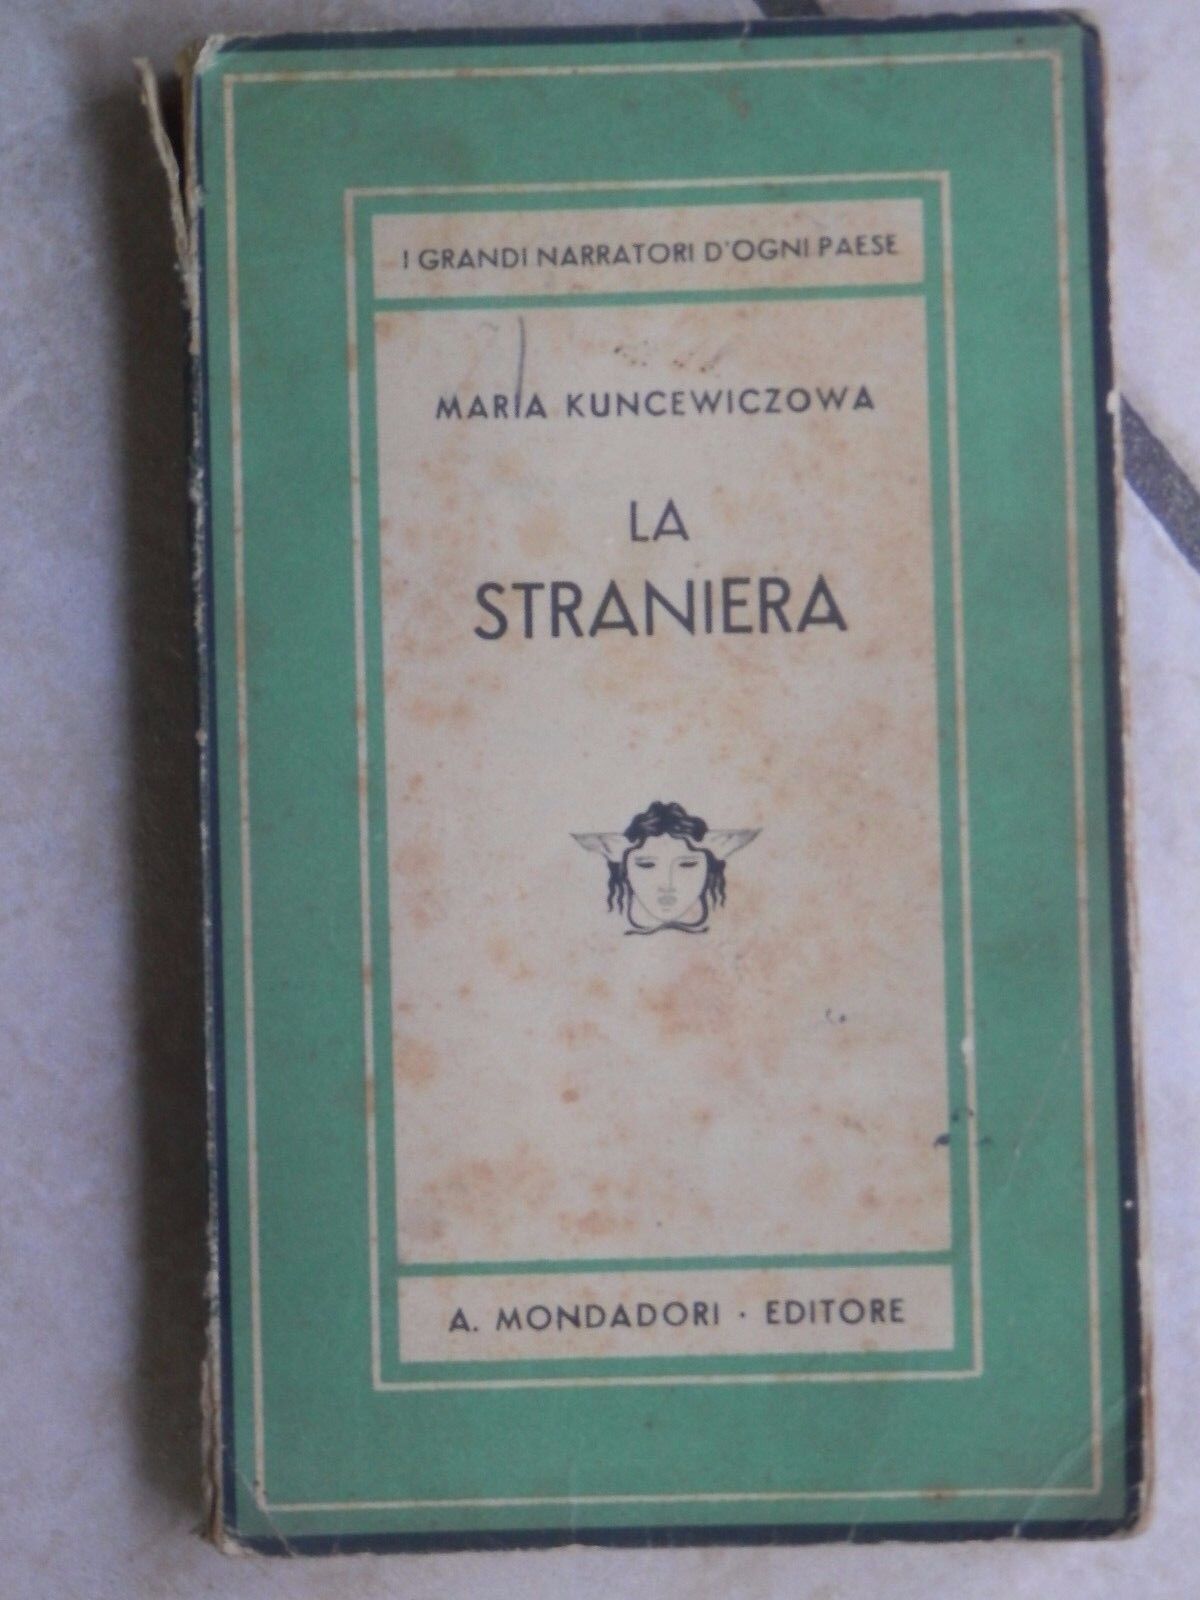 I GRANDI NARRATORI D'OGNI PAESE
MARIA KUNCEWICZOWA
LA
STRANIERA
A. MONDADORI · EDITORE